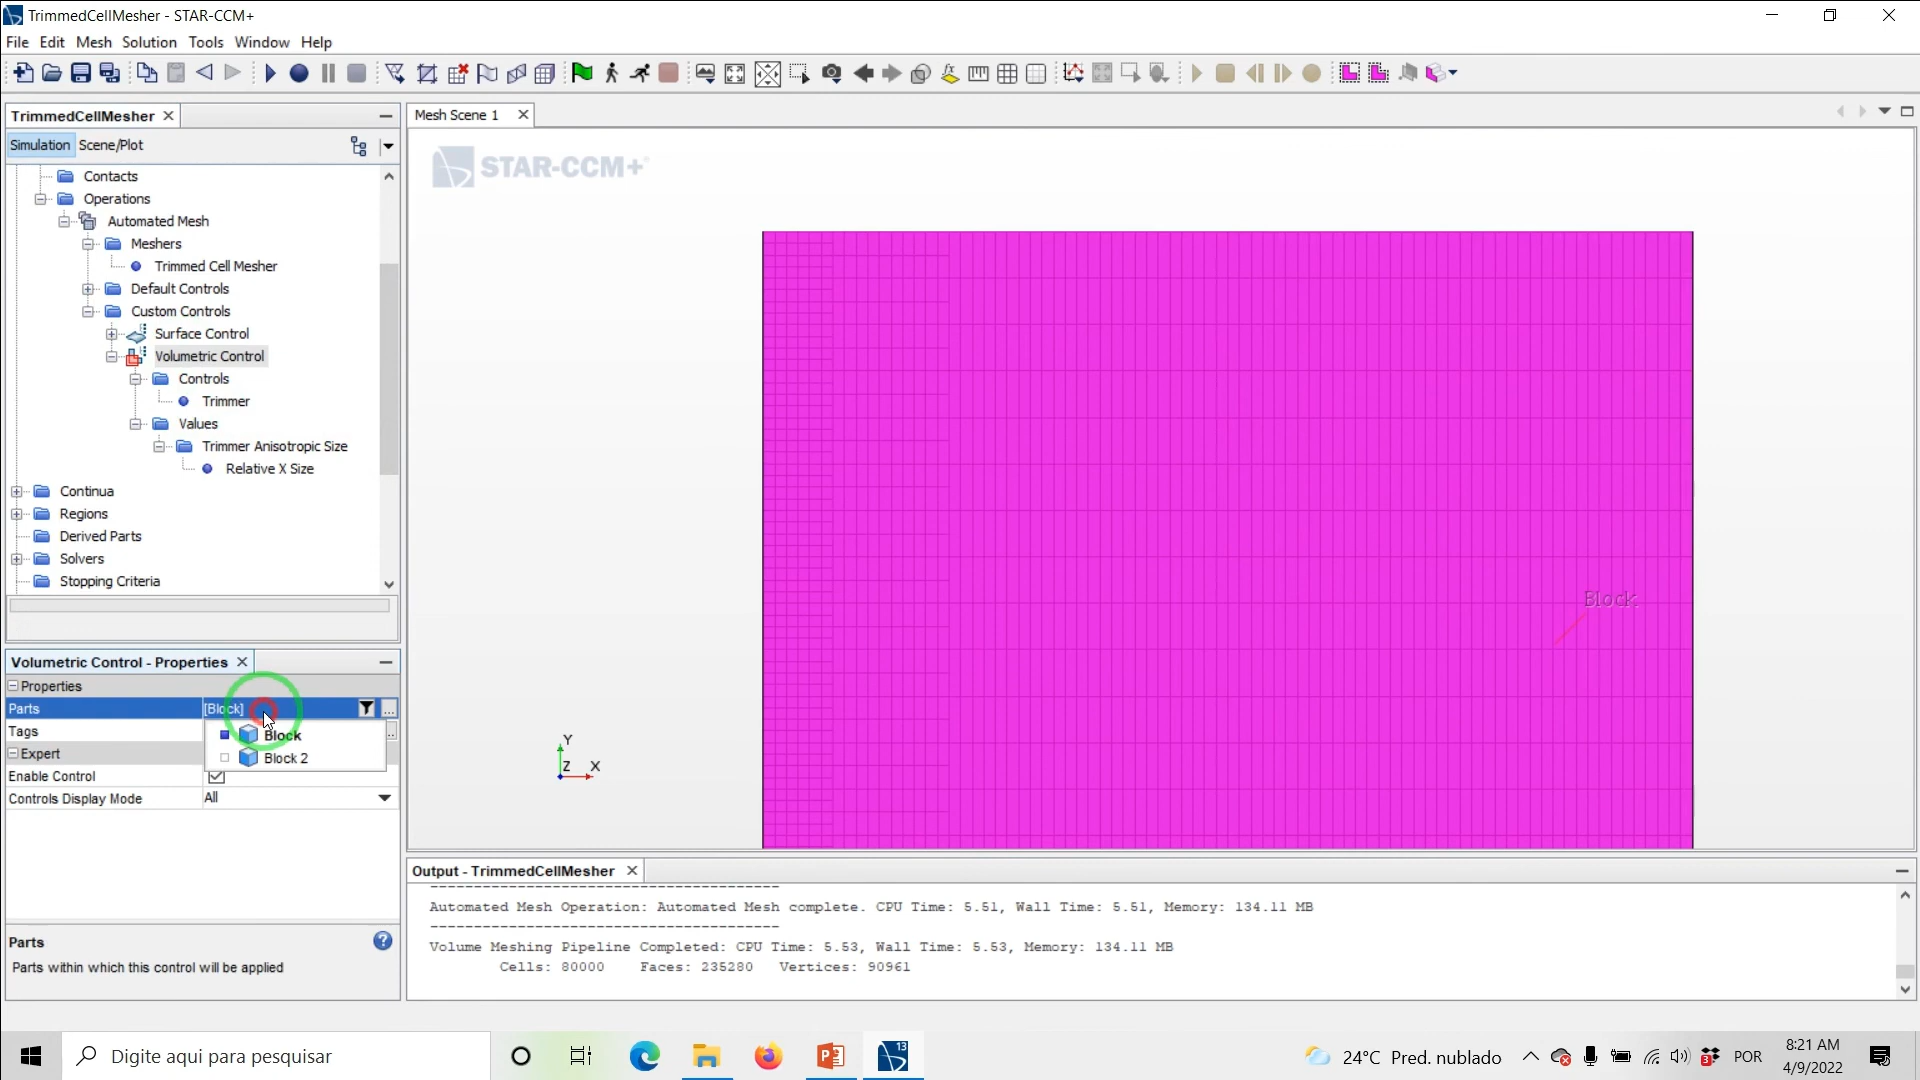 TrimmedCellMesher - STAR-CCM+
File Edit Mesh Solution Tools Window Help
TrimmedCellMesher
Simulation Scene/Plot
Contacts
Operations
Automated Mesh
Meshers
Trimmed Cell Mesher
Default Controls
Custom Controls
Surface Control
Volumetric Control
Controls
Trimmer
Values
Trimmer Anisotropic Size
Relative X Size
Continua
Regions
Derived Parts
Solvers
Stopping Criteria
Volumetric Control - Properties
Properties
Parts [Block] ...
Tags
Block
Expert
Block 2
Enable Control
Controls Display Mode All
Parts
Parts within which this control will be applied
Mesh Scene 1
STAR-CCM+
Block
Y
Z X
Output - TrimmedCellMesher
---------------------------------------
Automated Mesh Operation: Automated Mesh complete. CPU Time: 5.51, Wall Time: 5.51, Memory: 134.11 MB
---------------------------------------
Volume Meshing Pipeline Completed: CPU Time: 5.53, Wall Time: 5.53, Memory: 134.11 MB
Cells: 80000 Faces: 235280 Vertices: 90961
Digite aqui para pesquisar
13
24°C Pred. nublado
3
POR
8:21 AM
4/9/2022